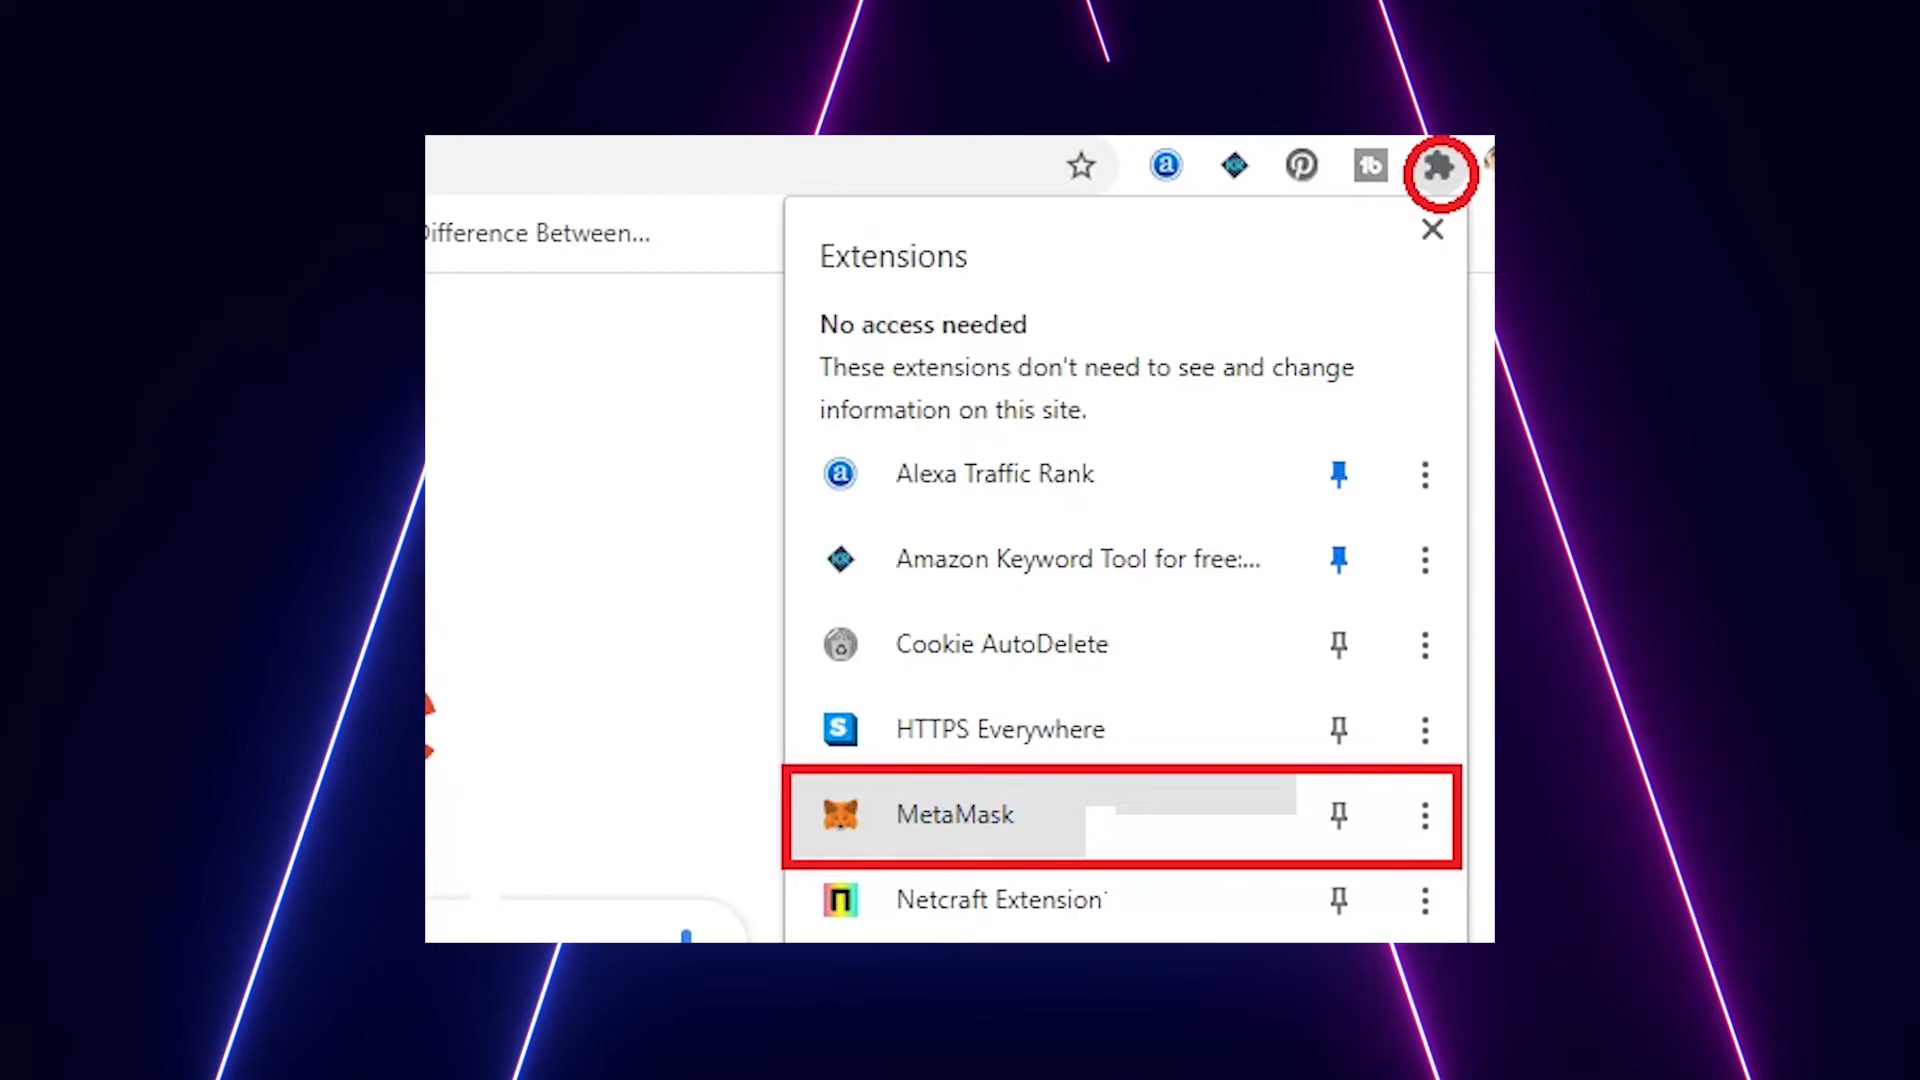 Difference Between...
Extensions
No access needed
These extensions don't need to see and change
information on this site.
Alexa Traffic Rank
Amazon Keyword Tool for free:...
Cookie AutoDelete
HTTPS Everywhere
MetaMask
Netcraft Extension